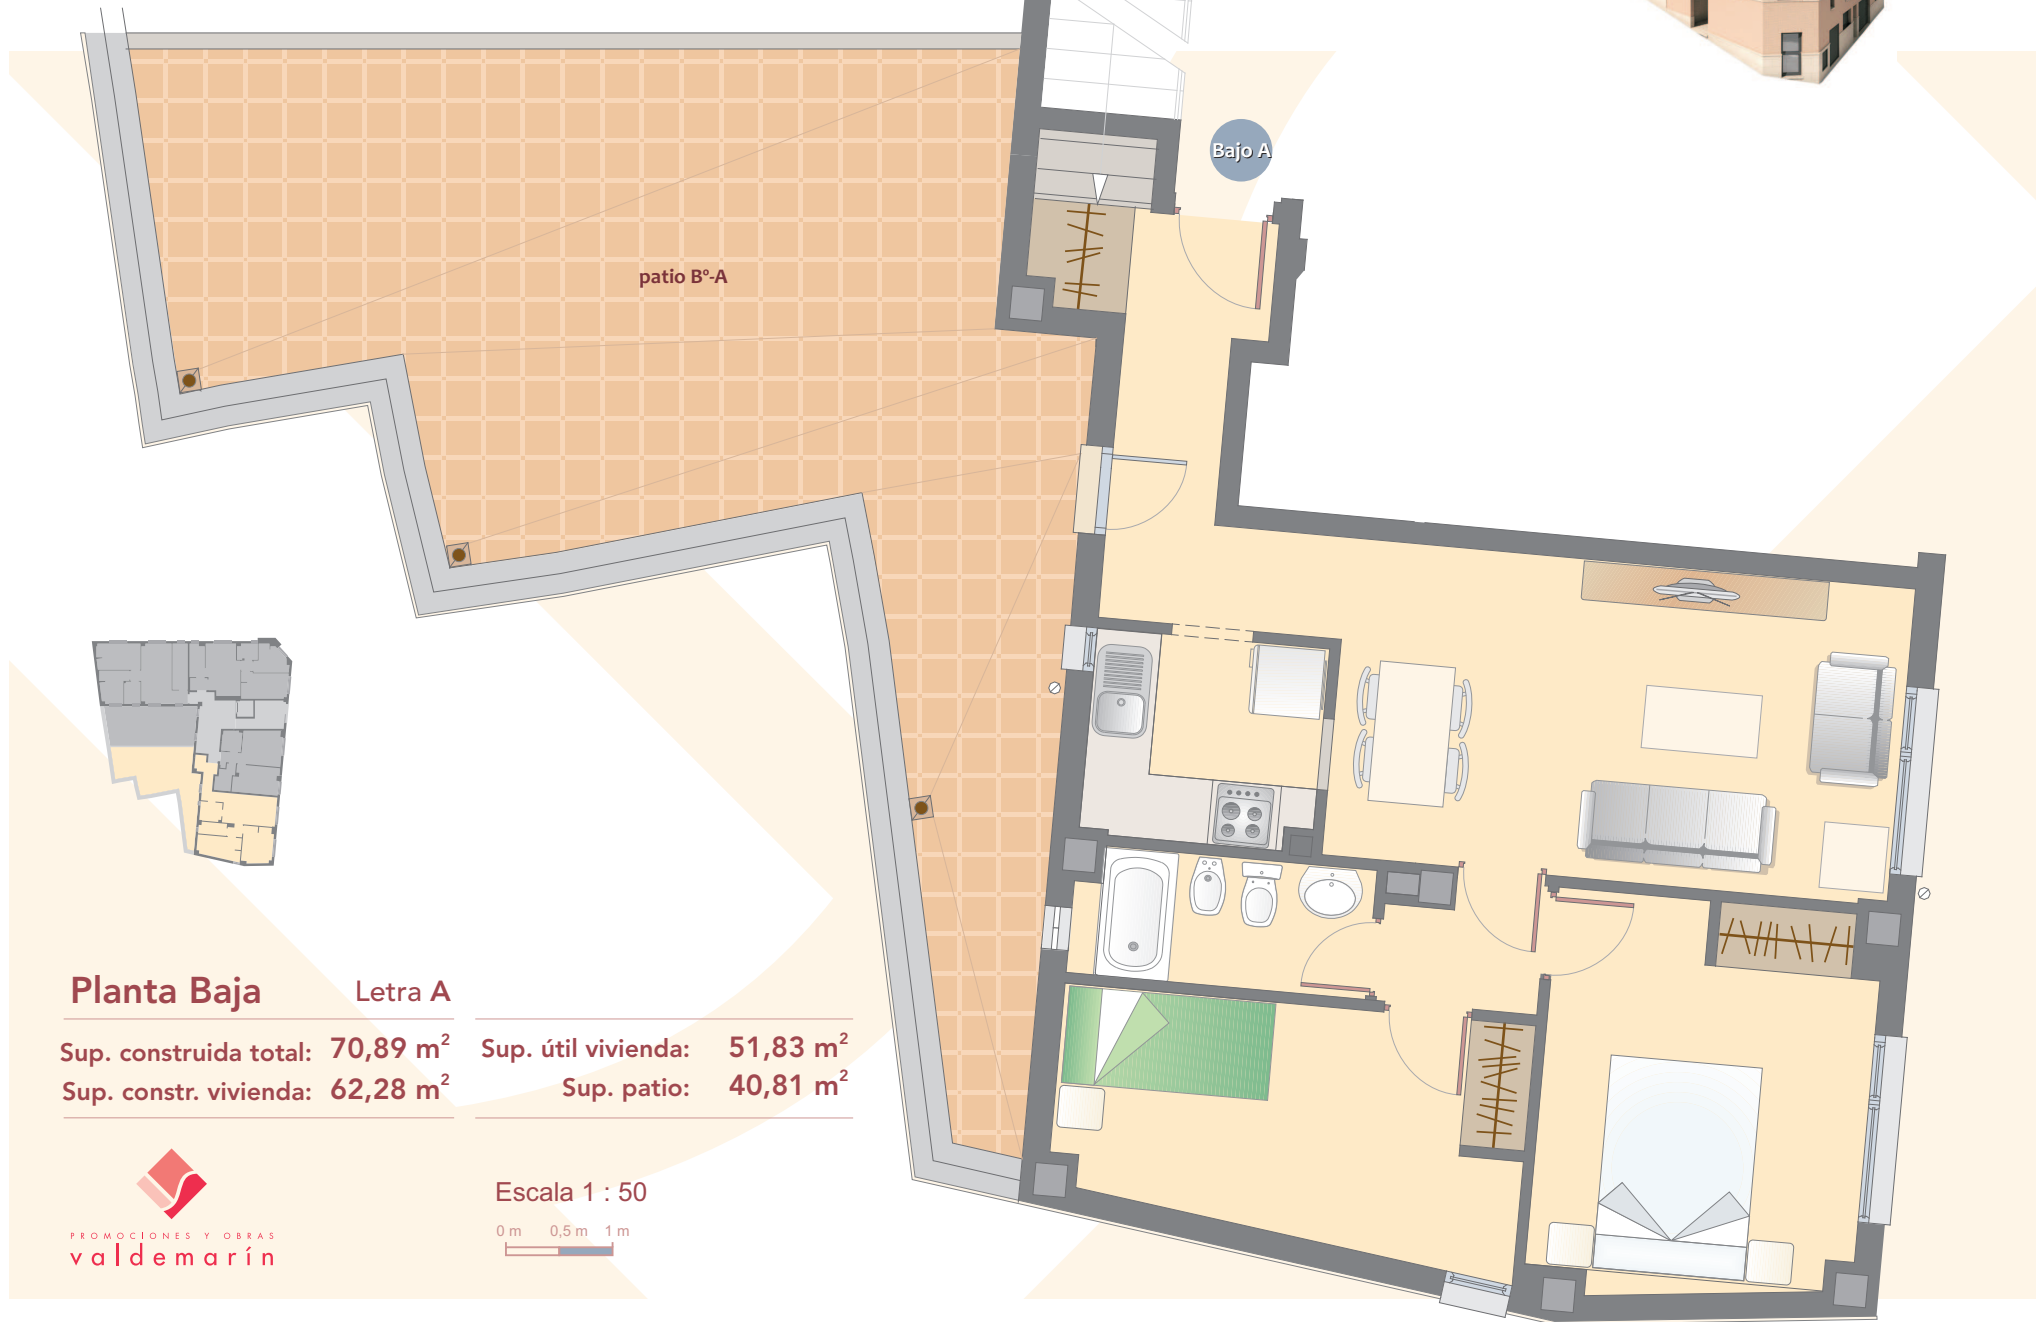 Bajo A
patio Bº-A
Planta Baja Letra A
Sup. construida total: 70,89 m²
Sup. constr. vivienda: 62,28 m²
Sup. útil vivienda: 51,83 m²
Sup. patio: 40,81 m²
PROMOCIONES Y OBRAS
valdemarín
Escala 1 : 50
0 m 0,5 m 1 m